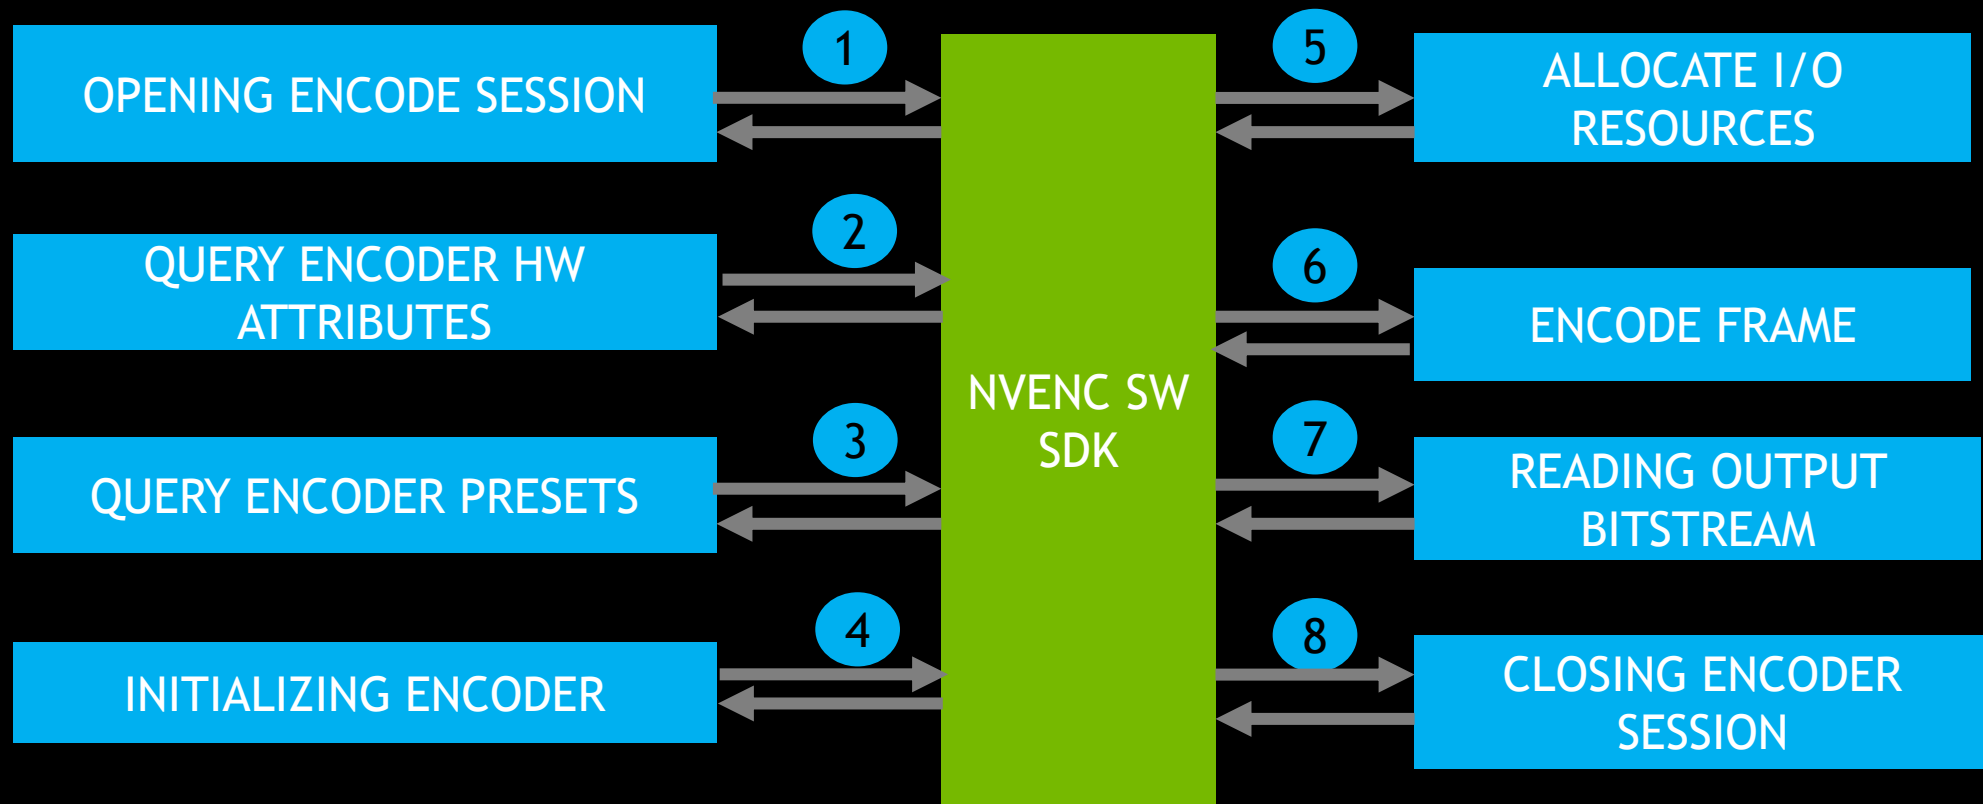 1
OPENING ENCODE SESSION
2
QUERY ENCODER HW
ATTRIBUTES
3
QUERY ENCODER PRESETS
4
INITIALIZING ENCODER
NVENC SW
SDK
5
ALLOCATE I/O
RESOURCES
6
ENCODE FRAME
7
READING OUTPUT
BITSTREAM
8
CLOSING ENCODER
SESSION